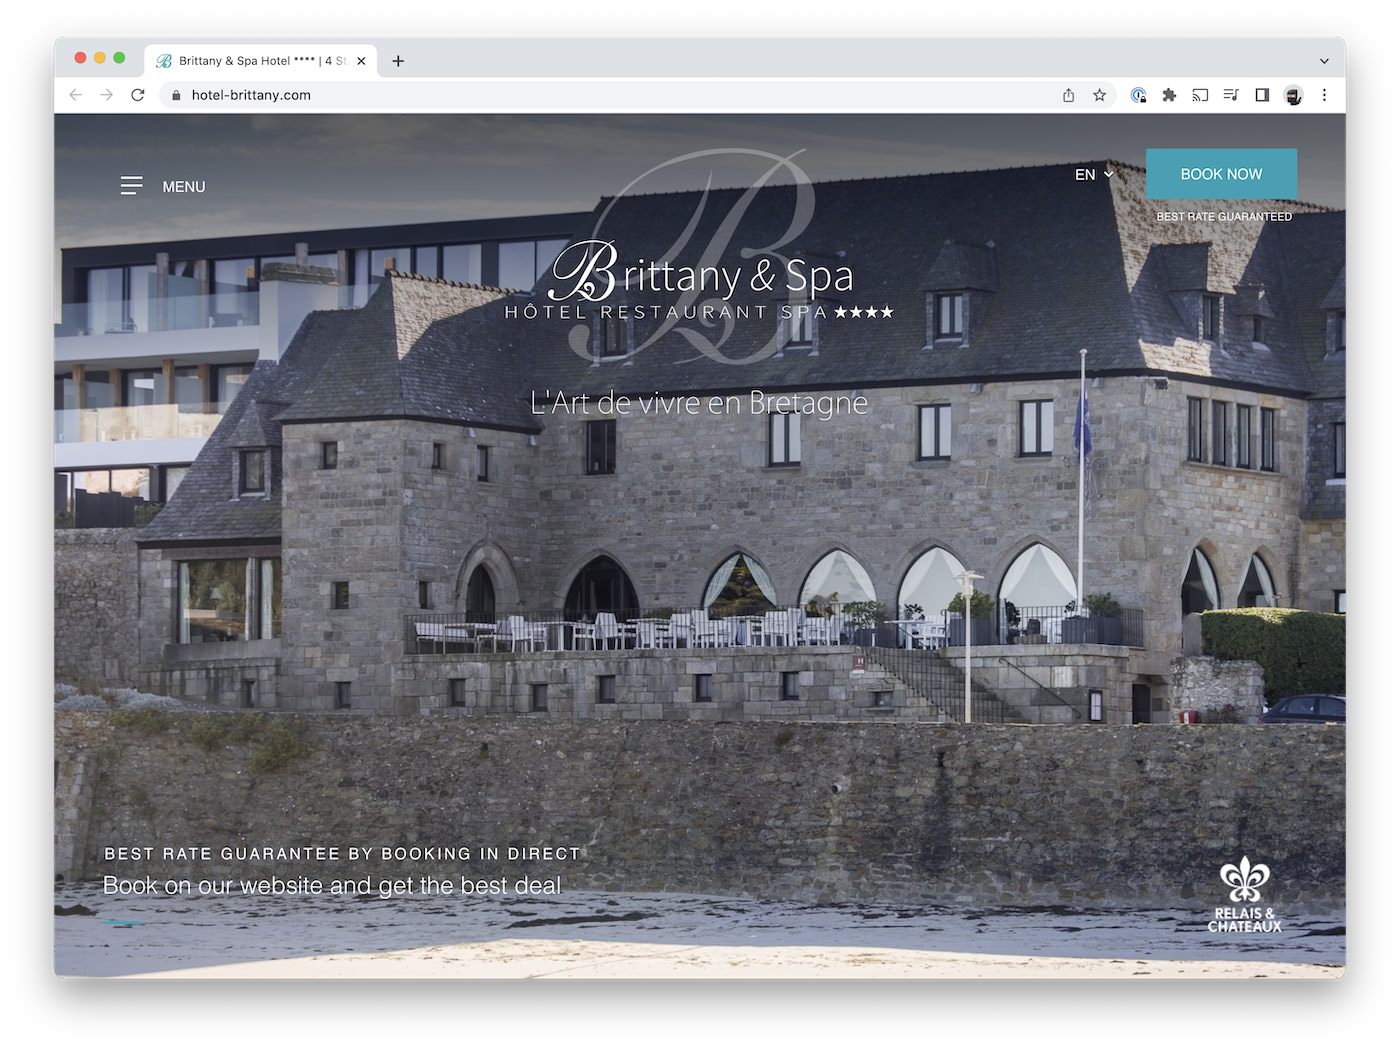 Brittany & Spa Hotel **** | 4 St
hotel-brittany.com
MENU
EN
BOOK NOW
BEST RATE GUARANTEED
Brittany & Spa
HÔTEL RESTAURANT SPA★★★★
L'Art de vivre en Bretagne
BEST RATE GUARANTEE BY BOOKING IN DIRECT
Book on our website and get the best deal
RELAIS &
CHATEAUX